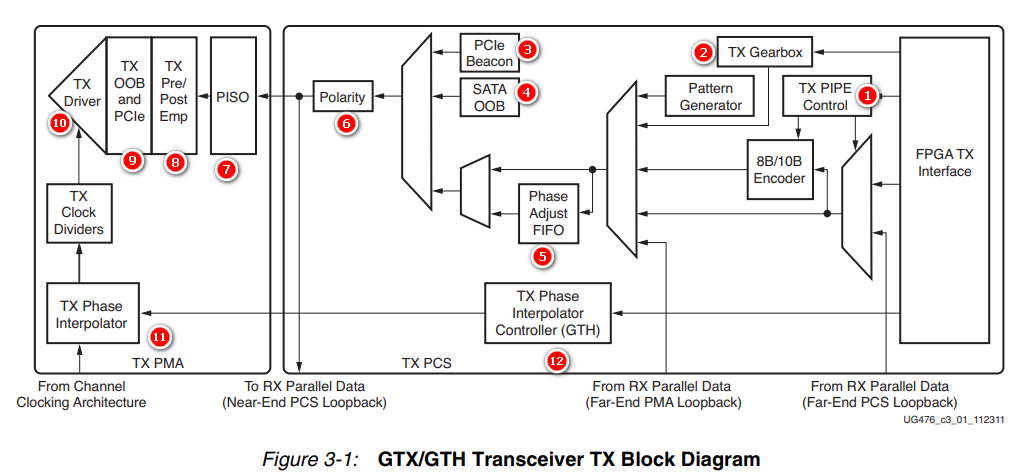 TX
Driver
10
TX
OOB
and
PCIe
9
TX
Pre/
Post
Emp
8
PISO
7
TX
Clock
Dividers
TX Phase
Interpolator
11
TX PMA
From Channel
Clocking Architecture
Polarity
6
PCIe
Beacon
3
SATA
OOB
4
Phase
Adjust
FIFO
5
TX Gearbox
2
Pattern
Generator
TX PIPE
Control
1
8B/10B
Encoder
FPGA TX
Interface
TX Phase
Interpolator
Controller (GTH)
12
TX PCS
To RX Parallel Data
(Near-End PCS Loopback)
From RX Parallel Data
(Far-End PMA Loopback)
From RX Parallel Data
(Far-End PCS Loopback)
UG476_c3_01_112311
Figure 3-1: GTX/GTH Transceiver TX Block Diagram